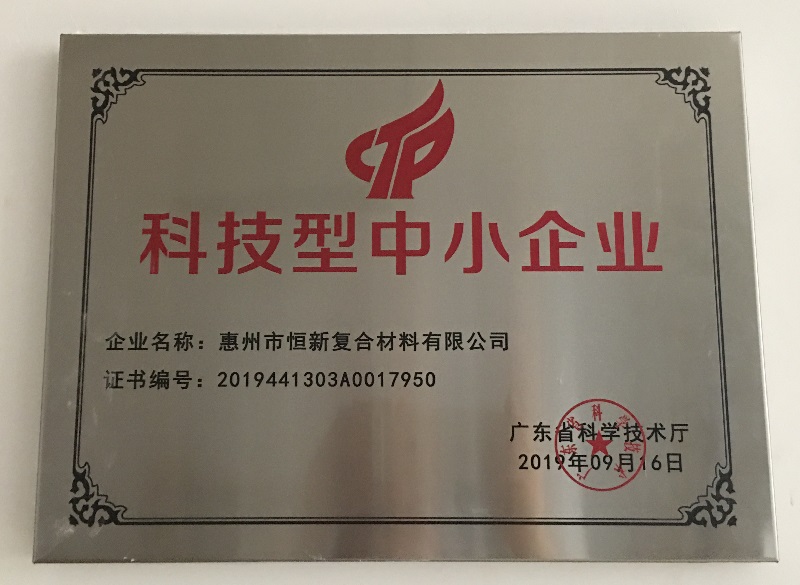 CTP
科技型中小企业
企业名称：惠州市恒新复合材料有限公司
证书编号：2019441303A0017950
广东省科学技术厅
2019年09月16日